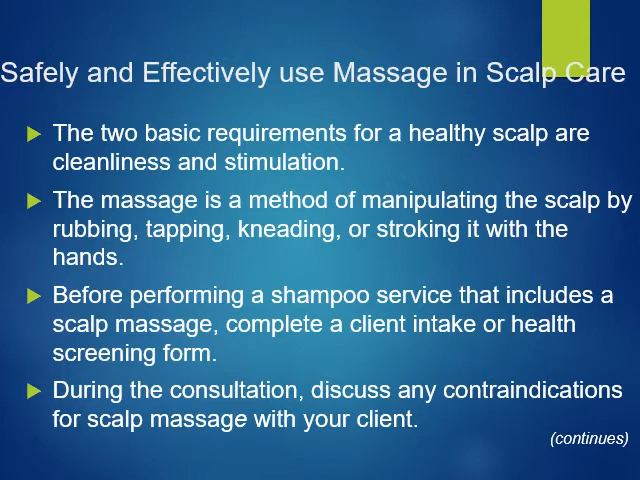 Safely and Effectively use Massage in Scalp Care
The two basic requirements for a healthy scalp are
cleanliness and stimulation.
The massage is a method of manipulating the scalp by
rubbing, tapping, kneading, or stroking it with the
hands.
Before performing a shampoo service that includes a
scalp massage, complete a client intake or health
screening form.
During the consultation, discuss any contraindications
for scalp massage with your client.
(continues)